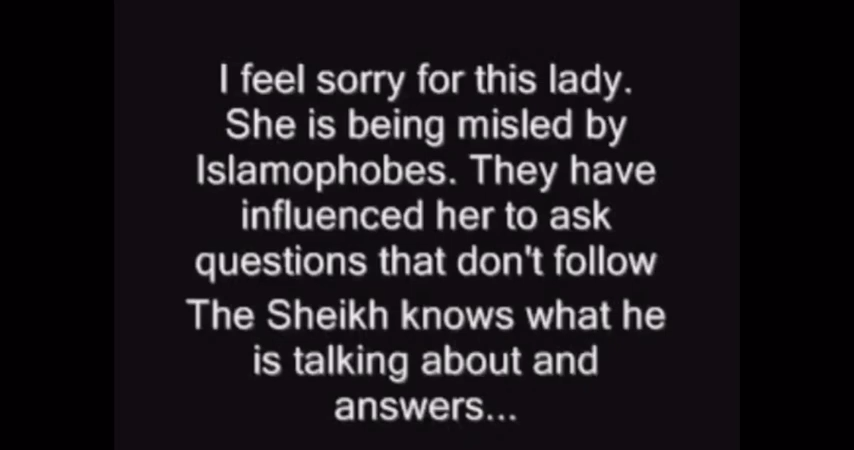 I feel sorry for this lady.
She is being misled by
Islamophobes. They have
influenced her to ask
questions that don't follow
The Sheikh knows what he
is talking about and
answers...